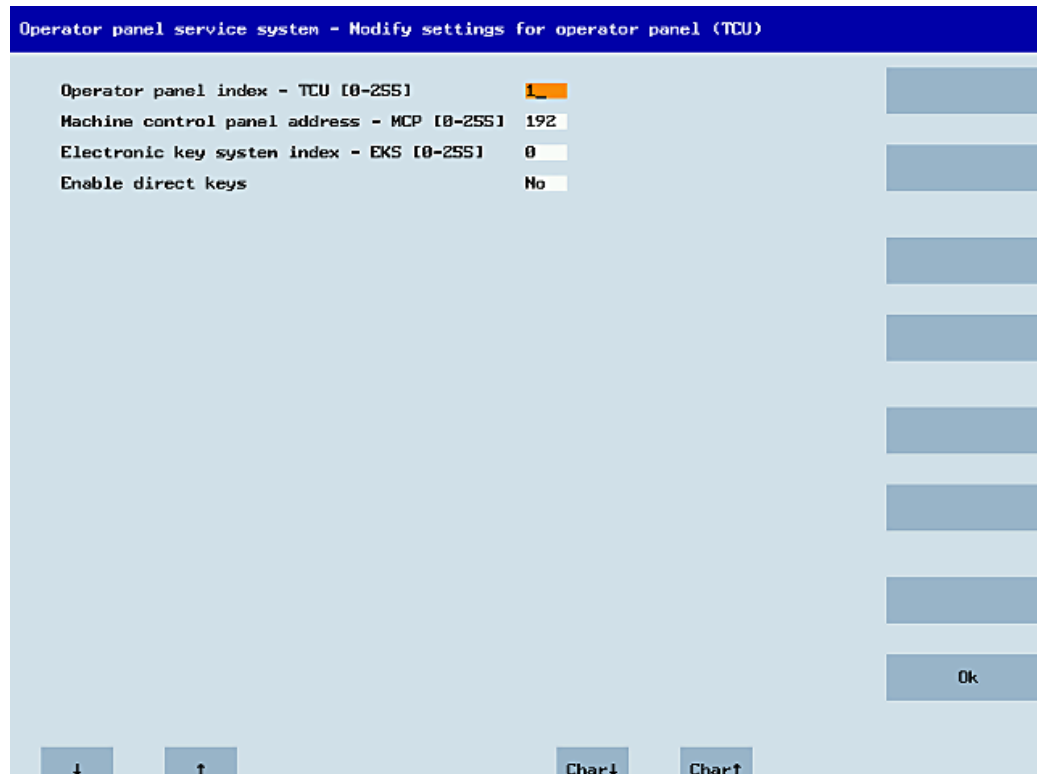 Operator panel service system - Modify settings for operator panel (TCU)
Operator panel index - TCU [0-255] 1_
Machine control panel address - MCP [0-255] 192
Electronic key system index - EKS [0-255] 0
Enable direct keys No
Ok
↓ ↑ Char↓ Char↑